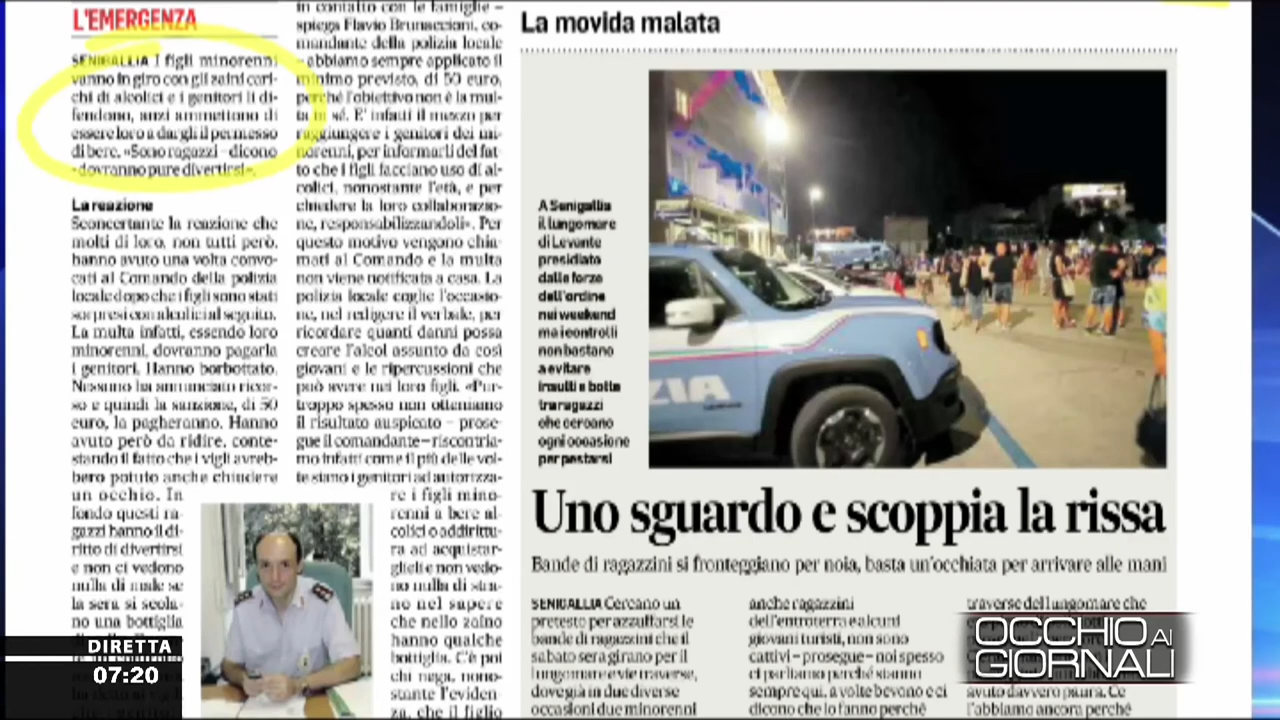 L'EMERGENZA
SENIGALLIA I figli minorenni
vanno in giro con gli zaini cari-
chi di alcolici e i genitori li di-
fendono, anzi ammettono di
essere loro a dargli il permesso
di bere. «Sono ragazzi - dicono
- dovranno pure divertirsi».
La reazione
Sconcertante la reazione che
molti di loro, non tutti però,
hanno avuto una volta convo-
cati al Comando della polizia
locale dopo che i figli sono stati
sorpresi con alcolici al seguito.
La multa infatti, essendo loro
minorenni, dovranno pagarla
i genitori. Hanno borbottato.
Nessuno ha annunciato ricor-
so e quindi la sanzione, di 50
euro, la pagheranno. Hanno
avuto però da ridire, conte-
stando il fatto che i vigli avreb-
bero potuto anche chiudere
un occhio. In
fondo questi ra-
gazzi hanno il di-
ritto di divertirsi
e non ci vedono
nulla di male se
la sera si scola-
no una bottiglia
in contatto con le famiglie –
spiega Flavio Brunaccioni, co-
mandante della polizia locale
– abbiamo sempre applicato il
minimo previsto, di 50 euro,
perché l'obiettivo non è la mul-
ta in sé. E' infatti il mezzo per
raggiungere i genitori dei mi-
norenni, per informarli del fat-
to che i figli facciano uso di al-
colici, nonostante l'età, e per
chiedere la loro collaborazio-
ne, responsabilizzandoli». Per
questo motivo vengono chia-
mati al Comando e la multa
non viene notificata a casa. La
polizia locale coglie l'occasio-
ne, nel redigere il verbale, per
ricordare quanti danni possa
creare l'alcol assunto da così
giovani e le ripercussioni che
può avere nei loro figli. «Pur-
troppo spesso non otteniamo
il risultato auspicato – prose-
gue il comandante – riscontria-
mo infatti come il più delle vol-
te siano i genitori ad autorizza-
re i figli mino-
renni a bere al-
colici o addirittu-
ra ad acquistar-
glieli e non vedo-
no nulla di stra-
no nel sapere
che nello zaino
hanno qualche
bottiglia. C'è poi
chi nega, nono-
stante l'eviden-
za, che il figlio
La movida malata
A Senigallia
il lungomare
di Levante
presidiato
dalle forze
dell'ordine
nei weekend
ma i controlli
non bastano
a evitare
insulti e botte
tra ragazzi
che cercano
ogni occasione
per pestarsi
Uno sguardo e scoppia la rissa
Bande di ragazzini si fronteggiano per noia, basta un'occhiata per arrivare alle mani
SENIGALLIA Cercano un
pretesto per azzuffarsi le
bande di ragazzini che il
sabato sera girano per il
lungomare e vie traverse,
dove già in due diverse
occasioni due minorenni
anche ragazzini
dell'entroterra e alcuni
giovani turisti, non sono
cattivi – prosegue – noi spesso
ci parliamo perché stanno
sempre qui, a volte bevono e ci
dicono che lo fanno perché
traverse del lungomare che
avuto davvero paura. Ce
l'abbiamo ancora perché
DIRETTA
07:20
OCCHIO AI
GIORNALI